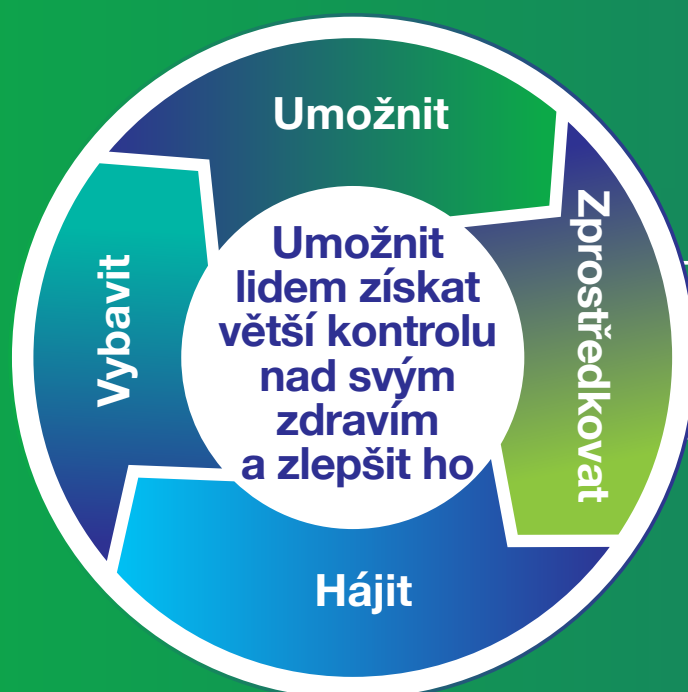 Umožnit
Zprostředkovat
Hájit
Vybavit
Umožnit
lidem získat
větší kontrolu
nad svým
zdravím
a zlepšit ho